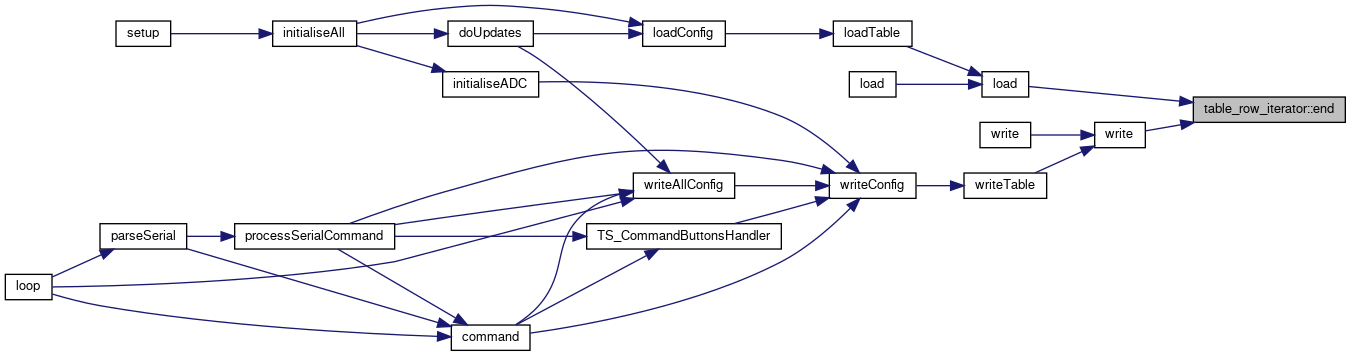 setup
initialiseAll
doUpdates
loadConfig
loadTable
initialiseADC
load
load
table_row_iterator::end
write
write
writeAllConfig
writeConfig
writeTable
parseSerial
processSerialCommand
TS_CommandButtonsHandler
loop
command